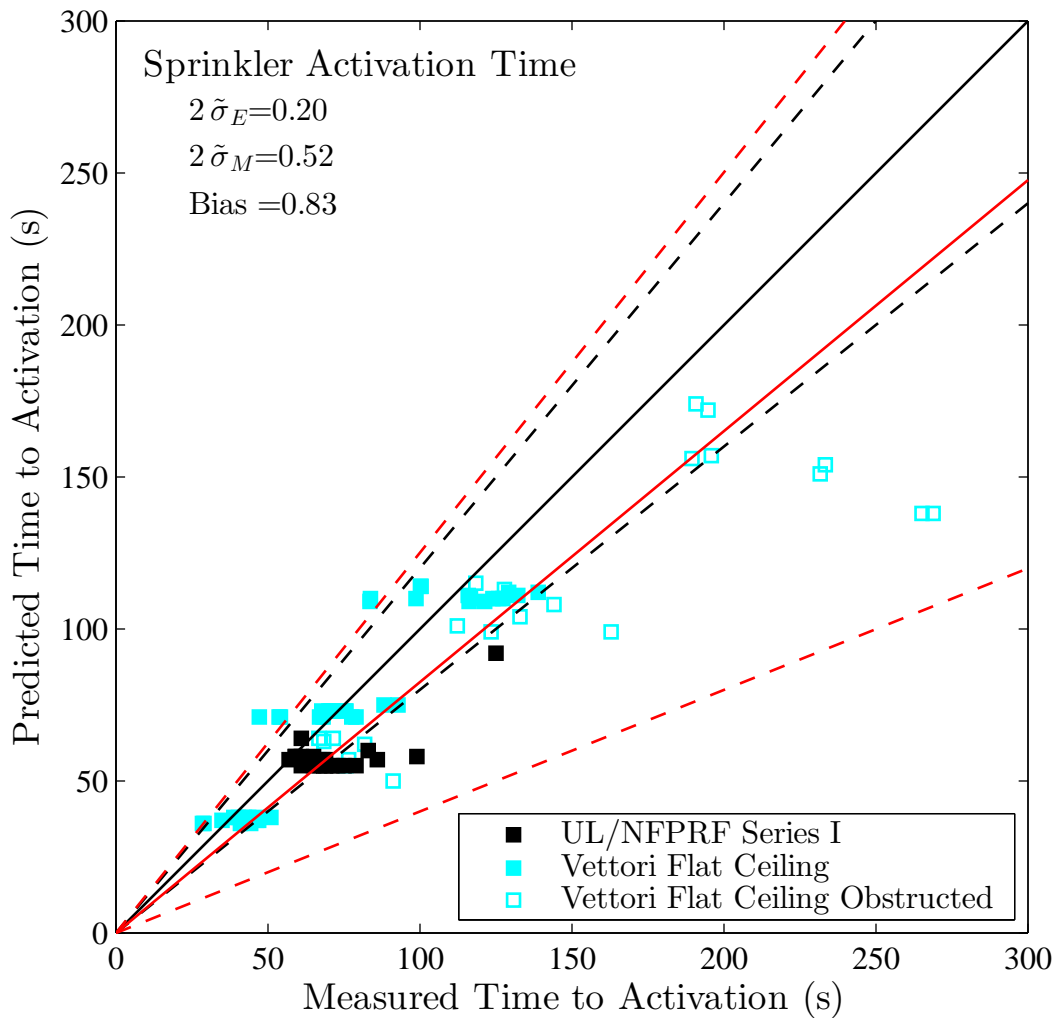 Sprinkler Activation Time
2 σ̃_E=0.20
2 σ̃_M=0.52
Bias =0.83
Predicted Time to Activation (s)
300
250
200
150
100
50
0
UL/NFPRF Series I
Vettori Flat Ceiling
Vettori Flat Ceiling Obstructed
0 50 100 150 200 250 300
Measured Time to Activation (s)